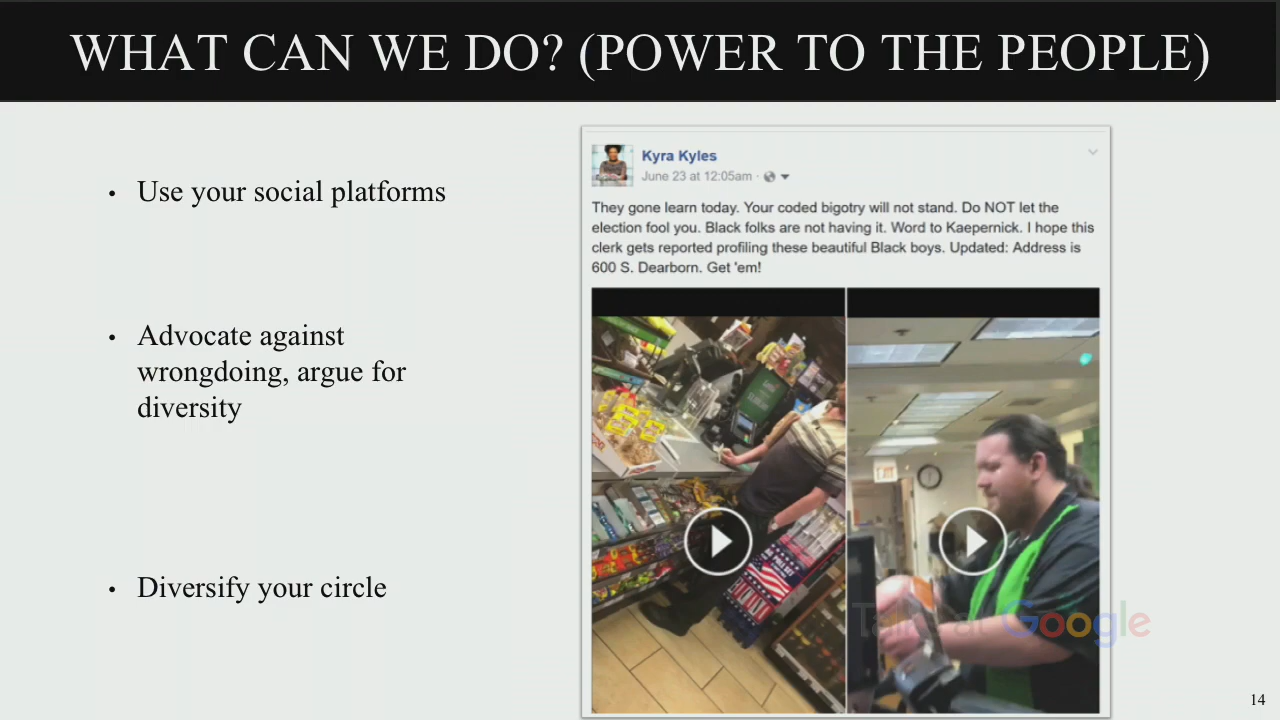 WHAT CAN WE DO? (POWER TO THE PEOPLE)
• Use your social platforms
• Advocate against
wrongdoing, argue for
diversity
• Diversify your circle
Kyra Kyles
June 23 at 12:05am ·
They gone learn today. Your coded bigotry will not stand. Do NOT let the
election fool you. Black folks are not having it. Word to Kaepernick. I hope this
clerk gets reported profiling these beautiful Black boys. Updated: Address is
600 S. Dearborn. Get 'em!
Talks at Google
14